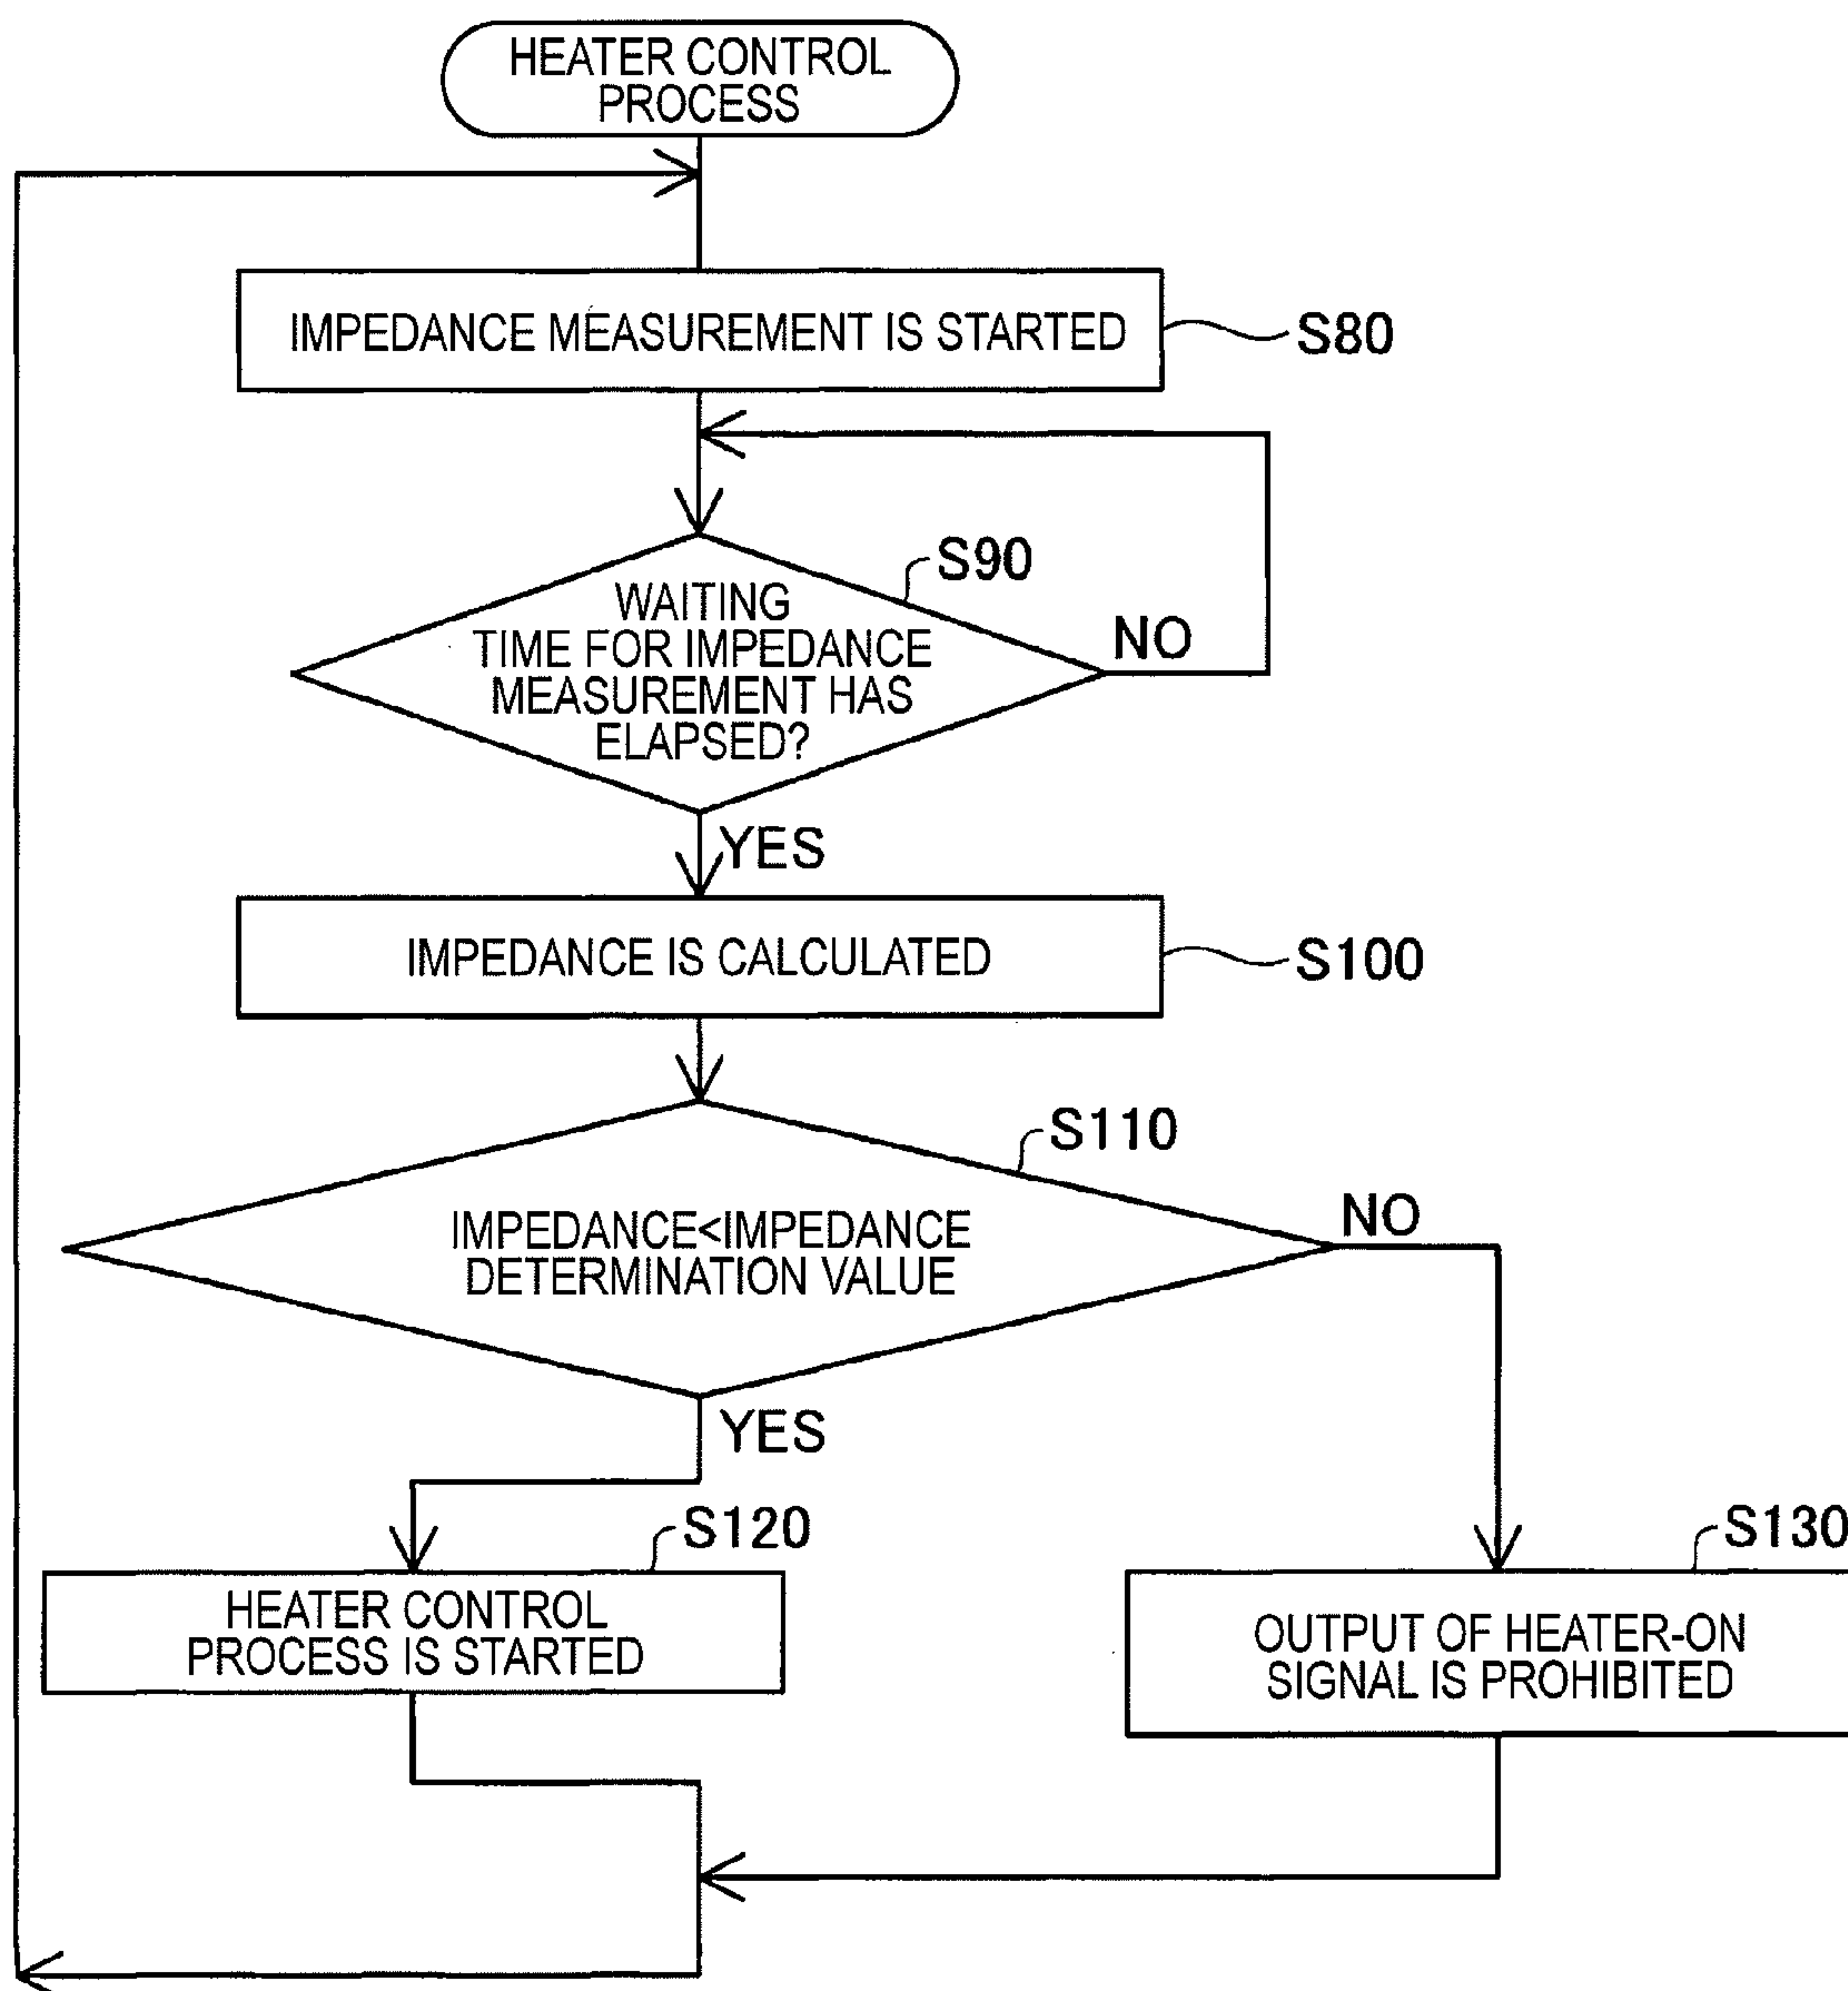 HEATER CONTROL
PROCESS
IMPEDANCE MEASUREMENT IS STARTED
S80
S90
WAITING
TIME FOR IMPEDANCE
MEASUREMENT HAS
ELAPSED?
NO
YES
IMPEDANCE IS CALCULATED
S100
S110
IMPEDANCE<IMPEDANCE
DETERMINATION VALUE
NO
YES
S120
HEATER CONTROL
PROCESS IS STARTED
S130
OUTPUT OF HEATER-ON
SIGNAL IS PROHIBITED